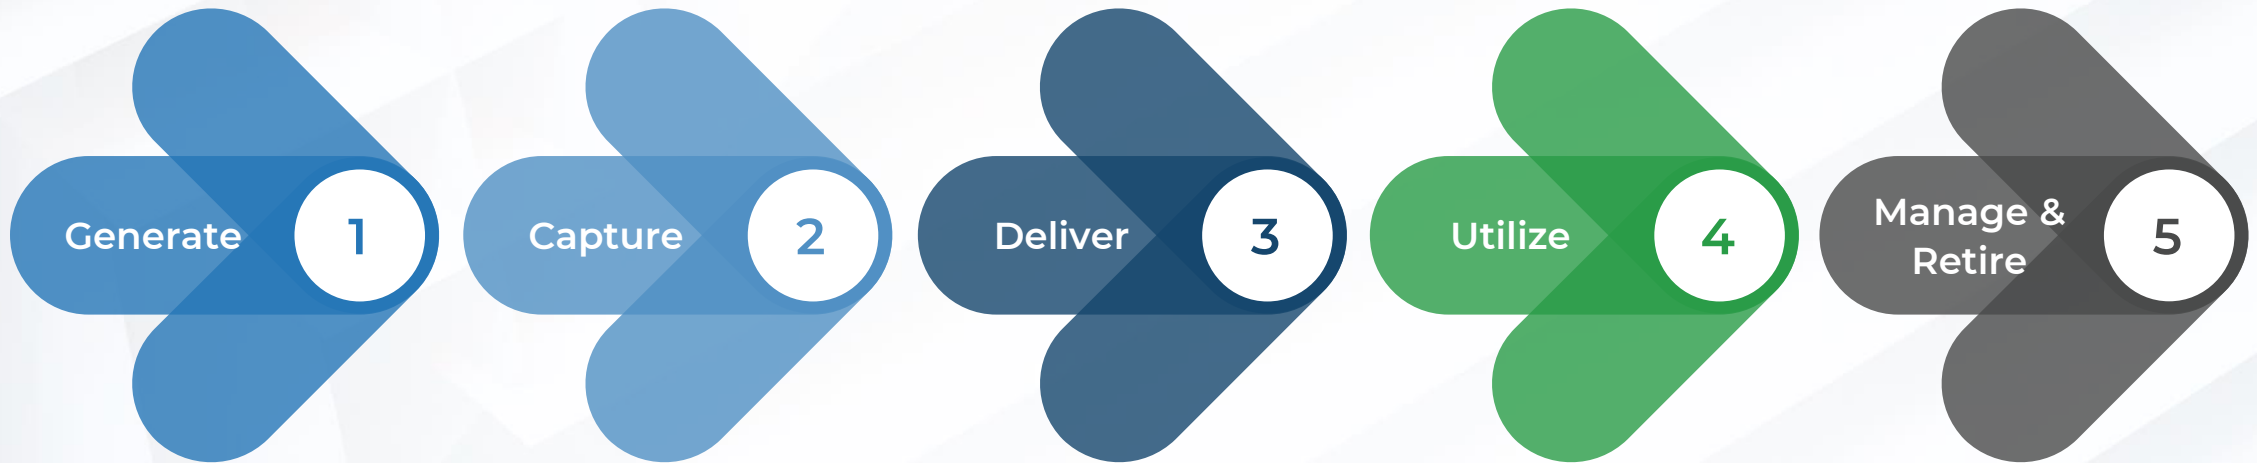 Generate 1
Capture 2
Deliver 3
Utilize 4
Manage &
Retire 5